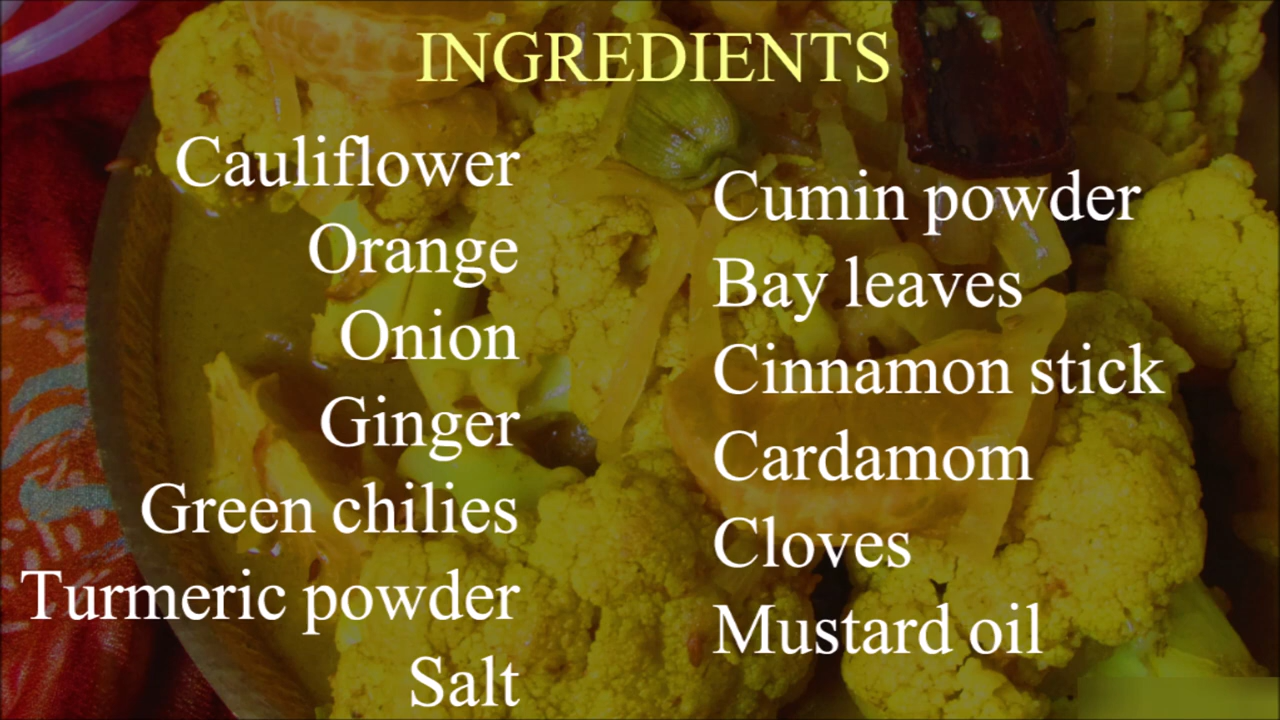 INGREDIENTS
Cauliflower
Orange
Onion
Ginger
Green chilies
Turmeric powder
Salt
Cumin powder
Bay leaves
Cinnamon stick
Cardamom
Cloves
Mustard oil